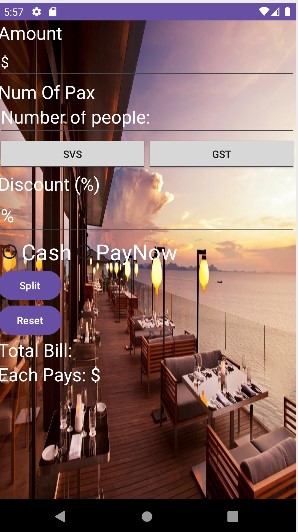 5:57
Amount
$
Num Of Pax
Number of people:
SVS GST
Discount (%)
%
Cash PayNow
Split
Reset
Total Bill:
Each Pays: $